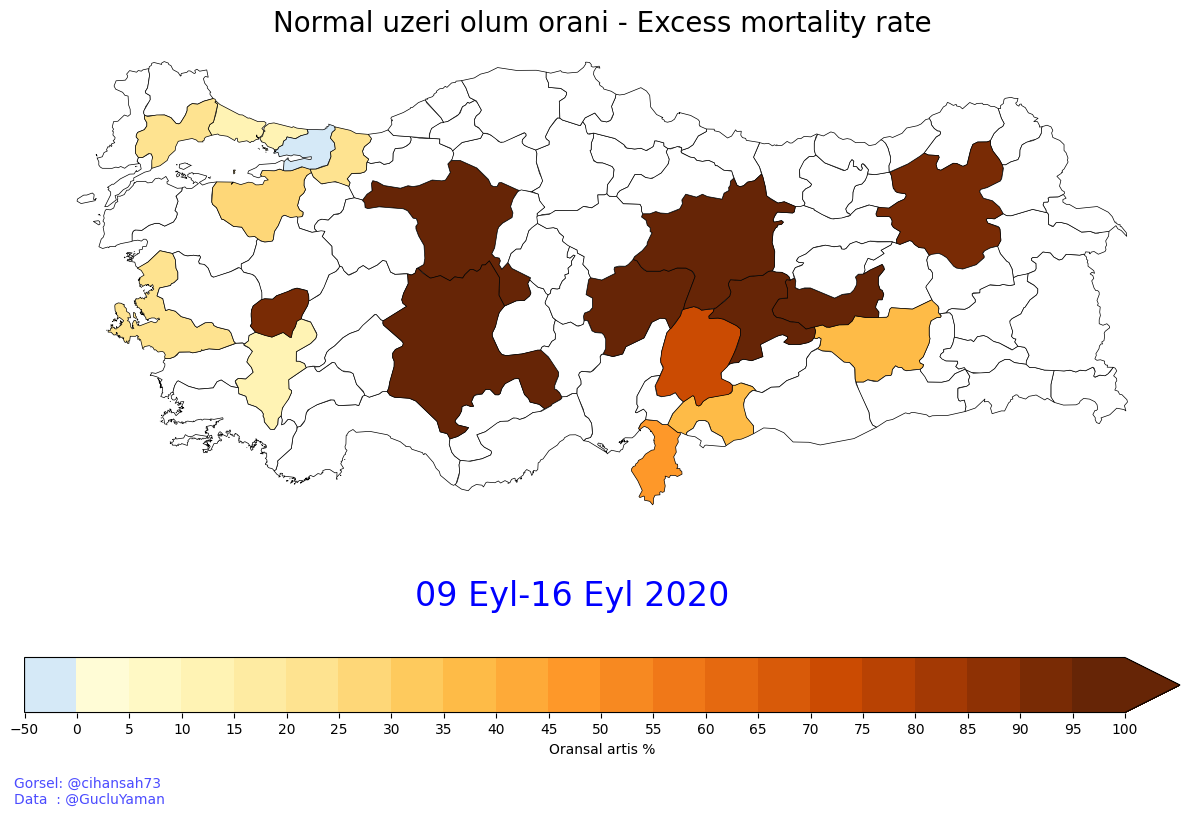 Normal uzeri olum orani - Excess mortality rate
09 Eyl-16 Eyl 2020
−50 0 5 10 15 20 25 30 35 40 45 50 55 60 65 70 75 80 85 90 95 100
Oransal artis %
Gorsel: @cihansah73
Data : @GucluYaman